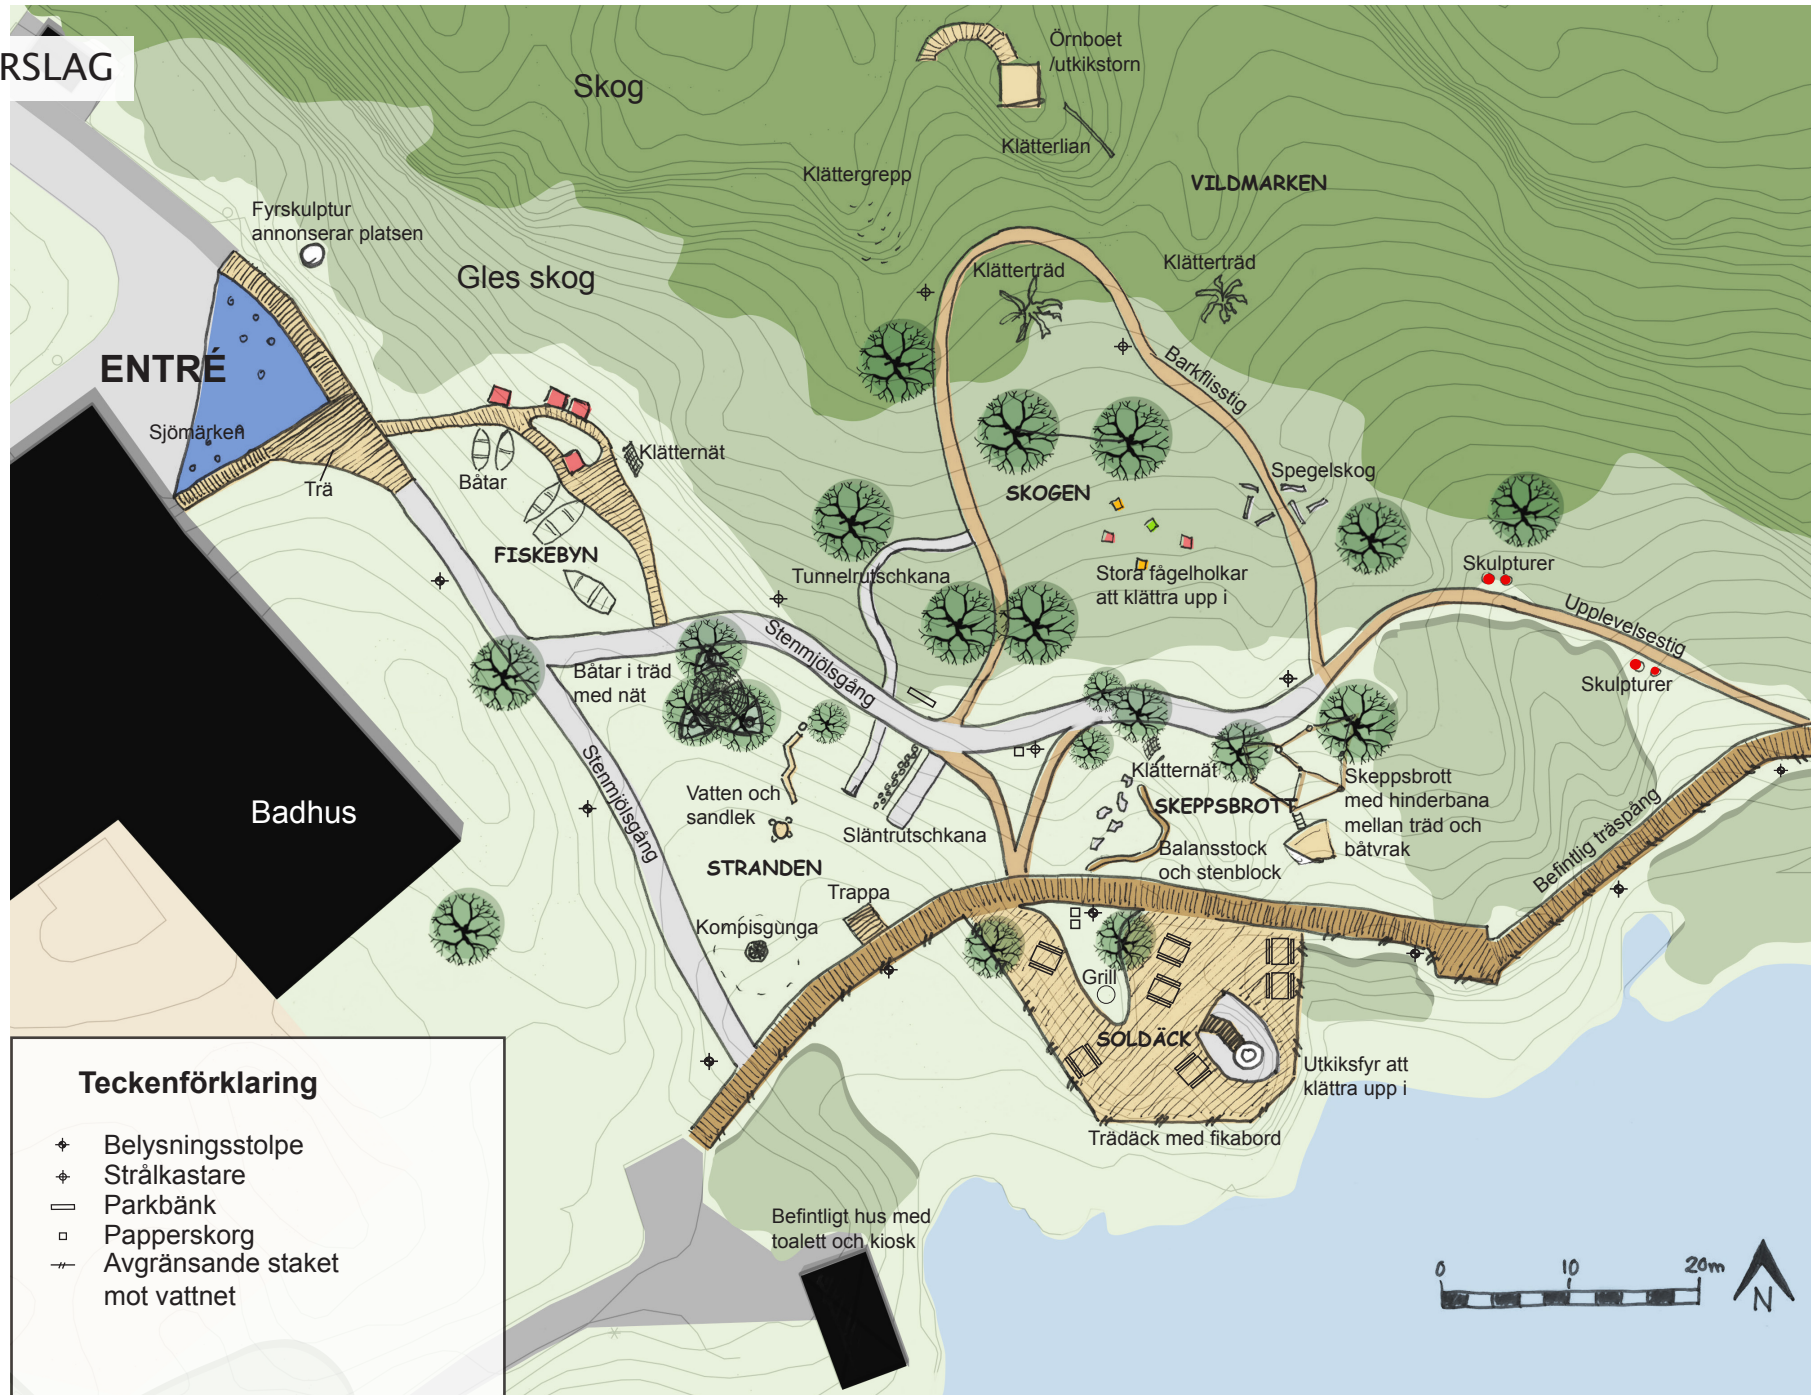 RSLAG
Skog
Örnboet
/utkikstorn
Klätterlian
Klättergrepp
VILDMARKEN
Fyrskulptur
annonserar platsen
Gles skog
Klätterträd
Klätterträd
ENTRÉ
Barkflisstig
Sjömärken
Trä
Båtar
Klätternät
Spegelskog
SKOGEN
FISKEBYN
Tunnelrutschkana
Stora fågelholkar
att klättra upp i
Skulpturer
Upplevelsestig
Skulpturer
Båtar i träd
med nät
Stenmjölsgång
Stenmjölsgång
Klätternät
Skeppsbrott
med hinderbana
mellan träd och
båtvrak
Vatten och
sandlek
SKEPPSBROTT
Badhus
Släntrutschkana
Balansstock
och stenblock
Befintlig träspång
STRANDEN
Trappa
Kompisgunga
Grill
SOLDÄCK
Utkiksfyr att
klättra upp i
Trädäck med fikabord
Teckenförklaring
Belysningsstolpe
Strålkastare
Parkbänk
Papperskorg
Avgränsande staket
mot vattnet
Befintligt hus med
toalett och kiosk
0 10 20m
N